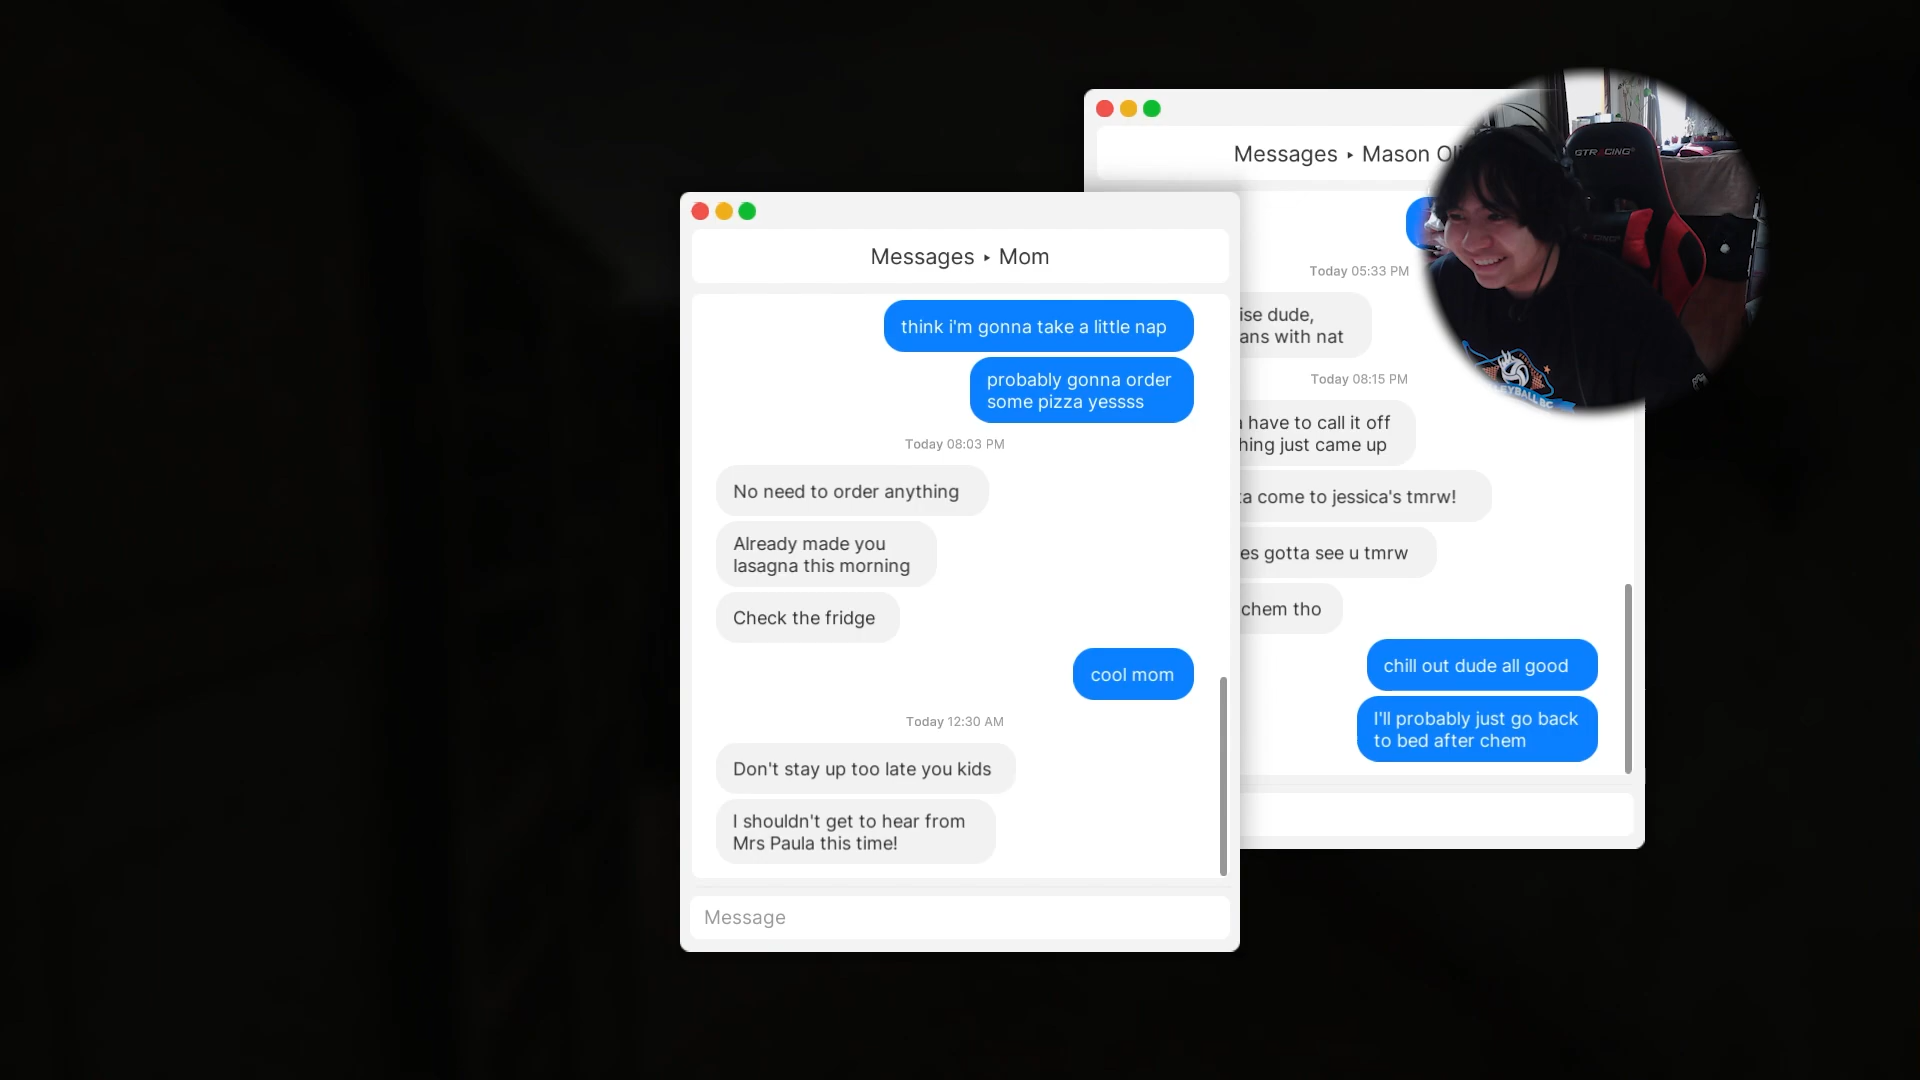 Messages ‣ Mom
think i'm gonna take a little nap
probably gonna order
some pizza yessss
Today 08:03 PM
No need to order anything
Already made you
lasagna this morning
Check the fridge
cool mom
Today 12:30 AM
Don't stay up too late you kids
I shouldn't get to hear from
Mrs Paula this time!
Message
Messages ‣ Mason
Today 05:33 PM
dude,
with nat
Today 08:15 PM
have to call it off
just came up
come to jessica's tmrw!
gotta see u tmrw
chem tho
chill out dude all good
I'll probably just go back
to bed after chem
GTRACING